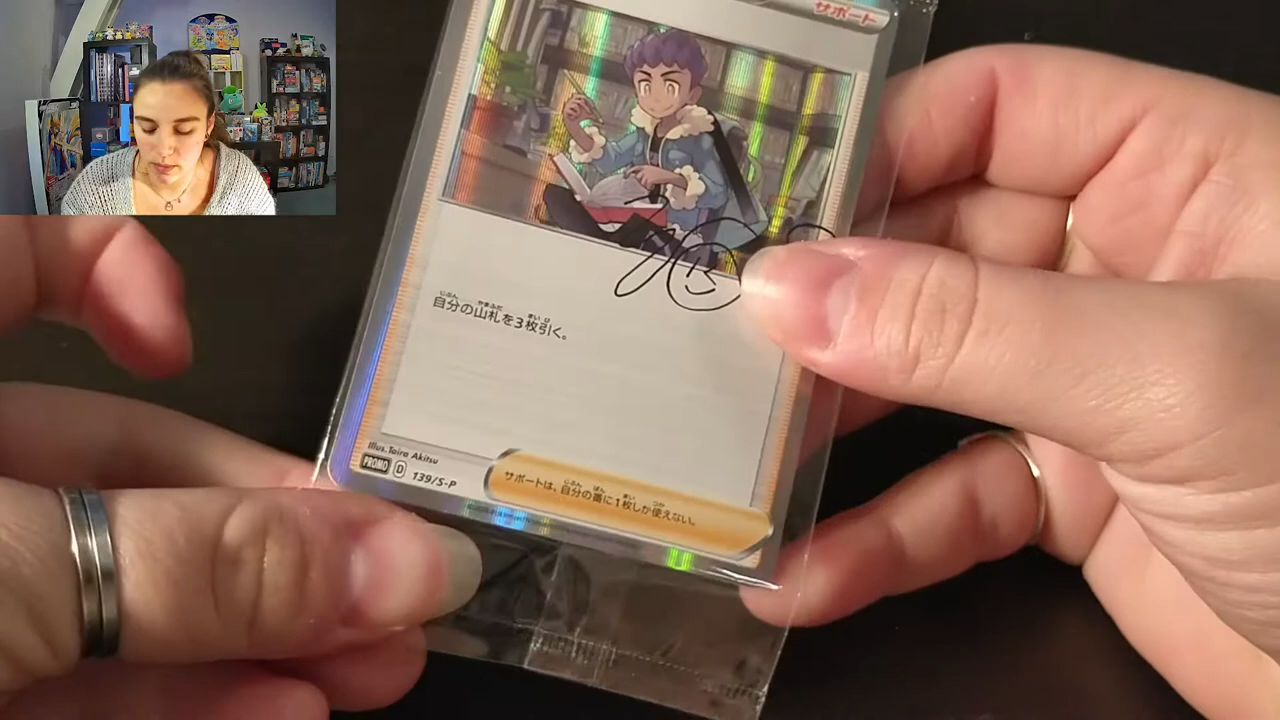 サポート
自分の山札を3枚引く。
Illus.Taira Akitsu
PROMO D 139/S-P
サポートは、自分の番に1枚しか使えない。